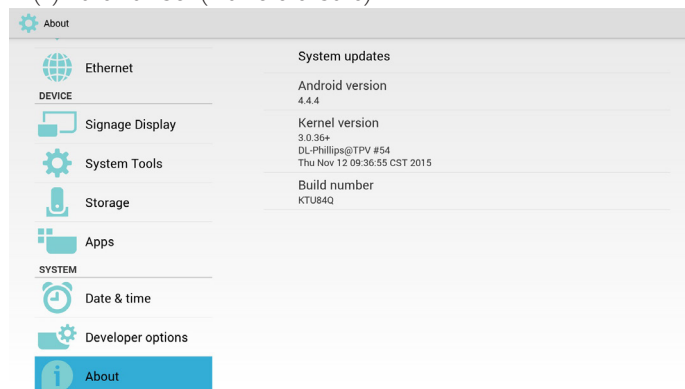 About
Ethernet
DEVICE
Signage Display
System Tools
Storage
Apps
SYSTEM
Date & time
Developer options
About
System updates
Android version
4.4.4
Kernel version
3.0.36+
DL-Phillips@TPV #54
Thu Nov 12 09:36:55 CST 2015
Build number
KTU84Q